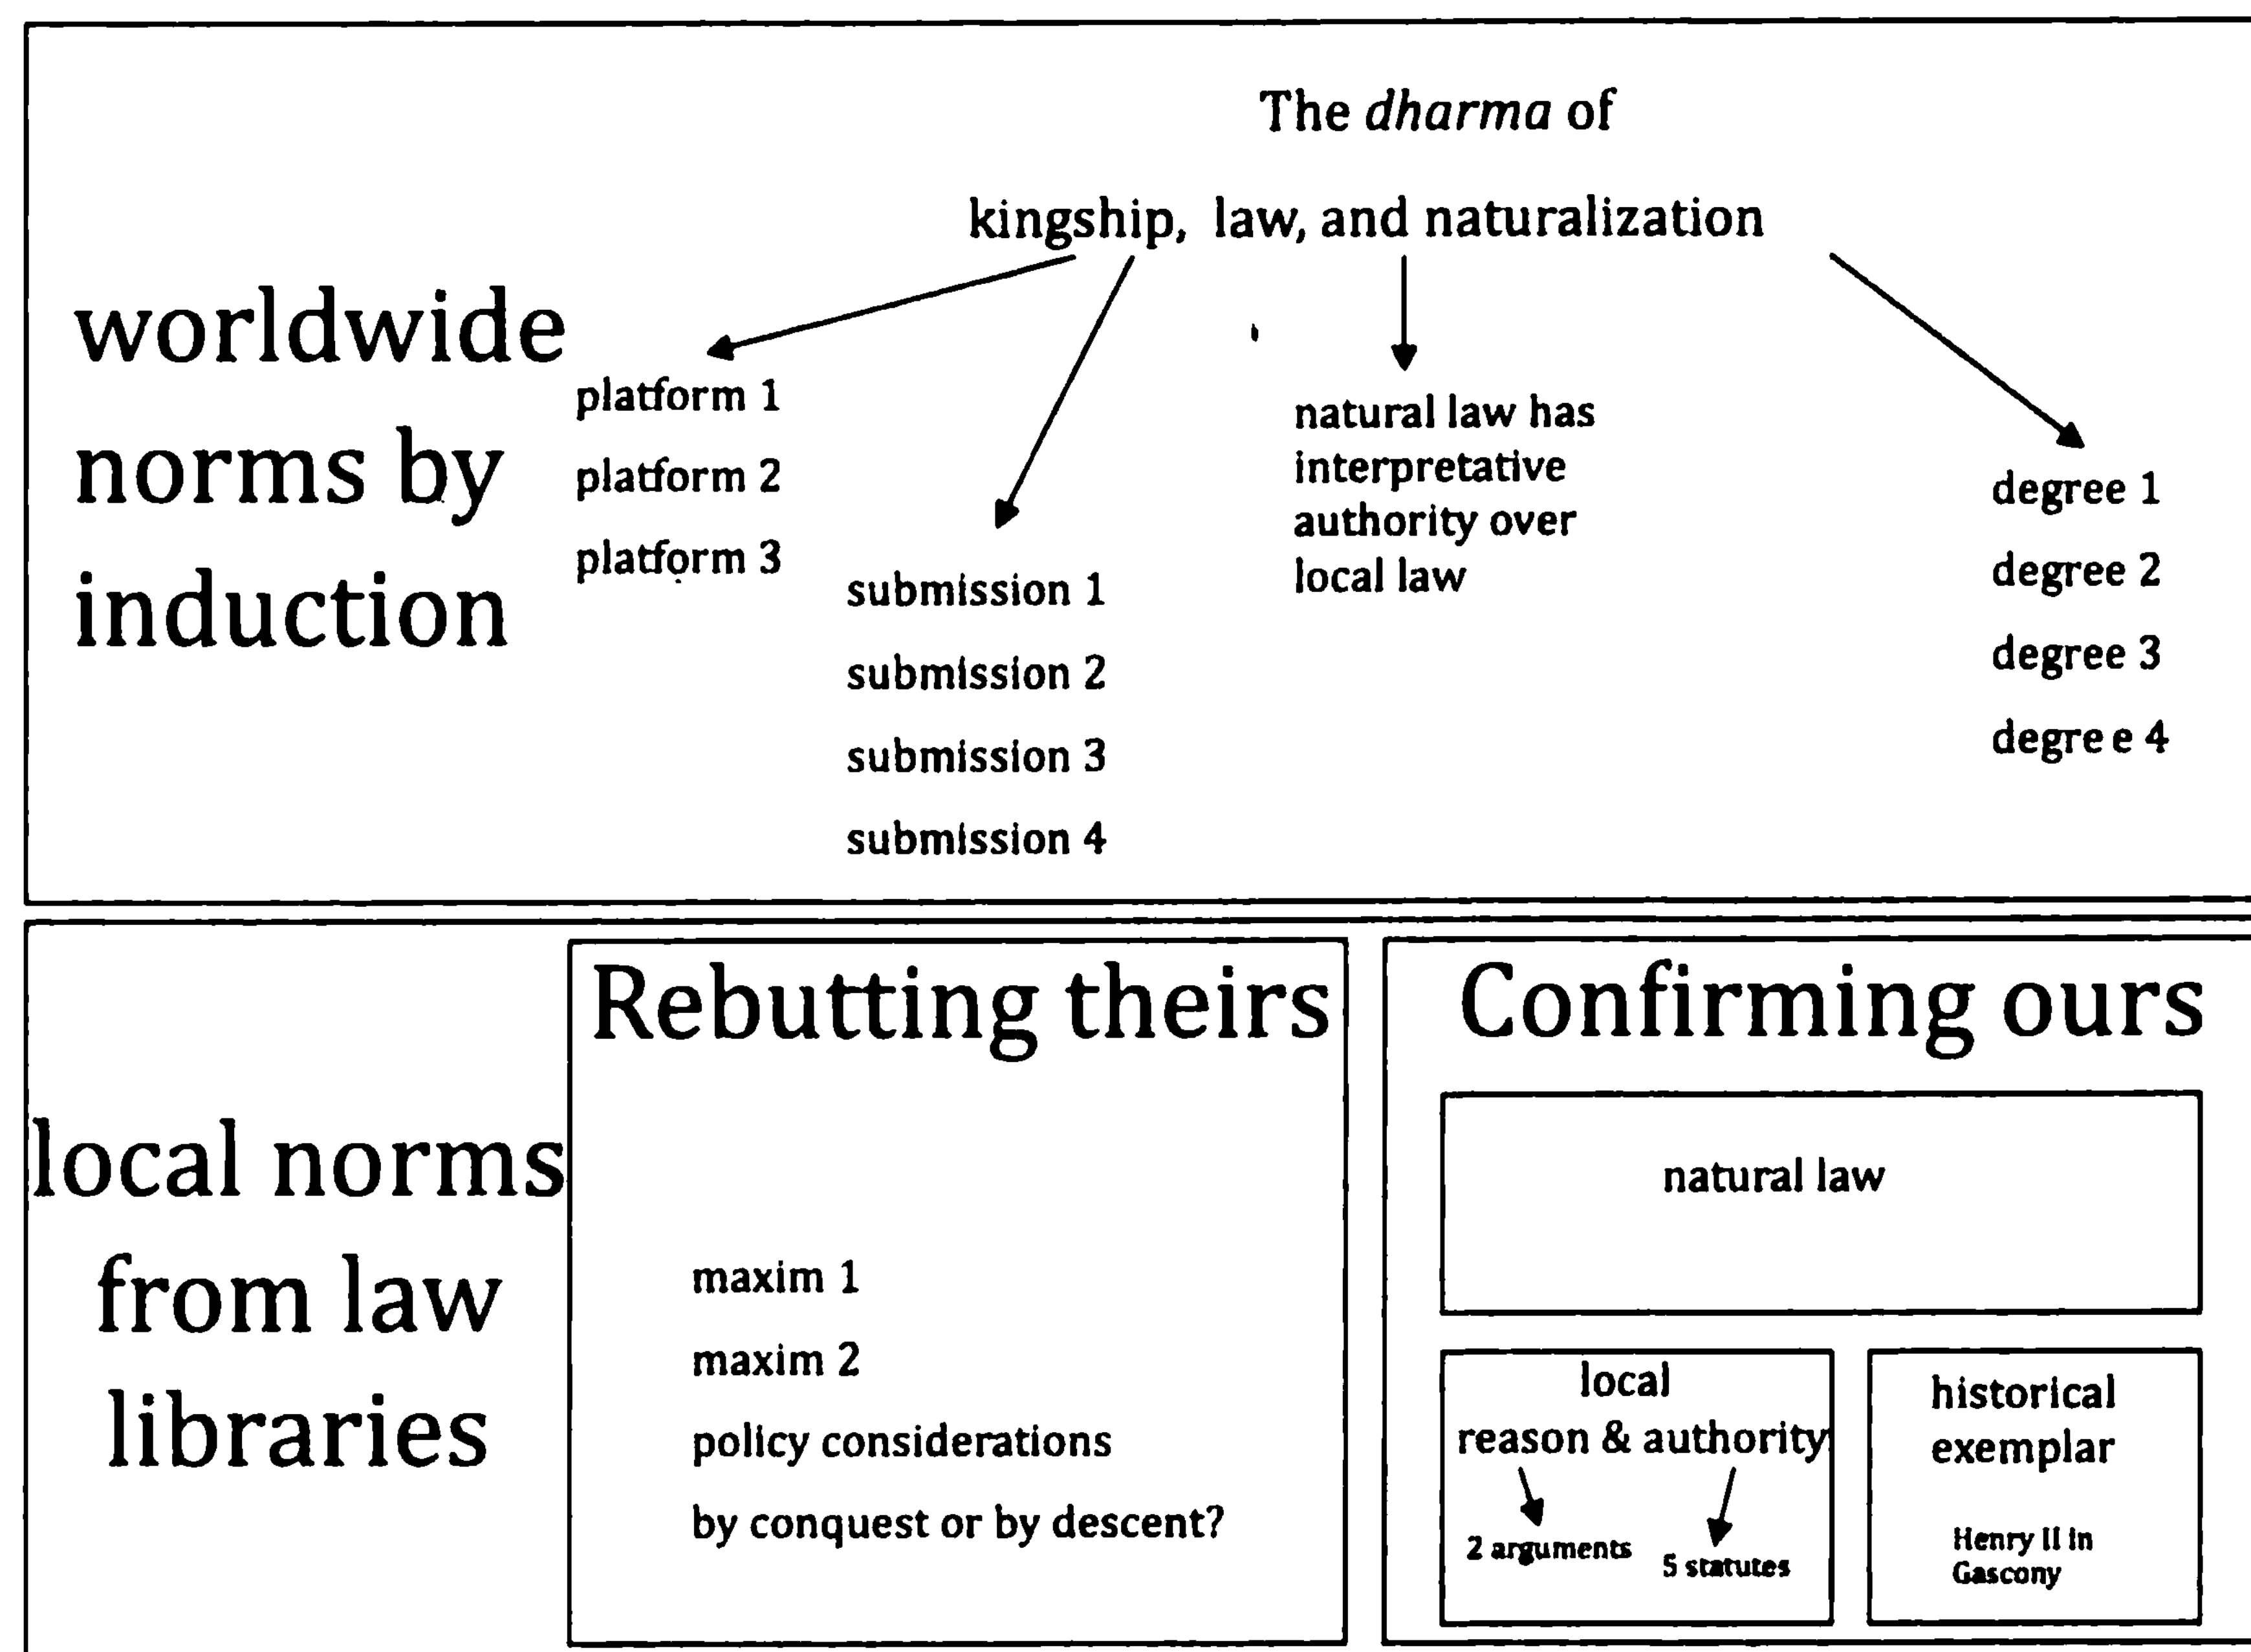 The dharma of
kingship, law, and naturalization
worldwide
norms by
induction
platform 1
platform 2
platform 3
submission 1
submission 2
submission 3
submission 4
natural law has
interpretative
authority over
local law
degree 1
degree 2
degree 3
degree 4
local norms
from law
libraries
Rebutting theirs
maxim 1
maxim 2
policy considerations
by conquest or by descent?
Confirming ours
natural law
local
reason & authority
2 arguments
5 statutes
historical
exemplar
Henry II in
Gascony